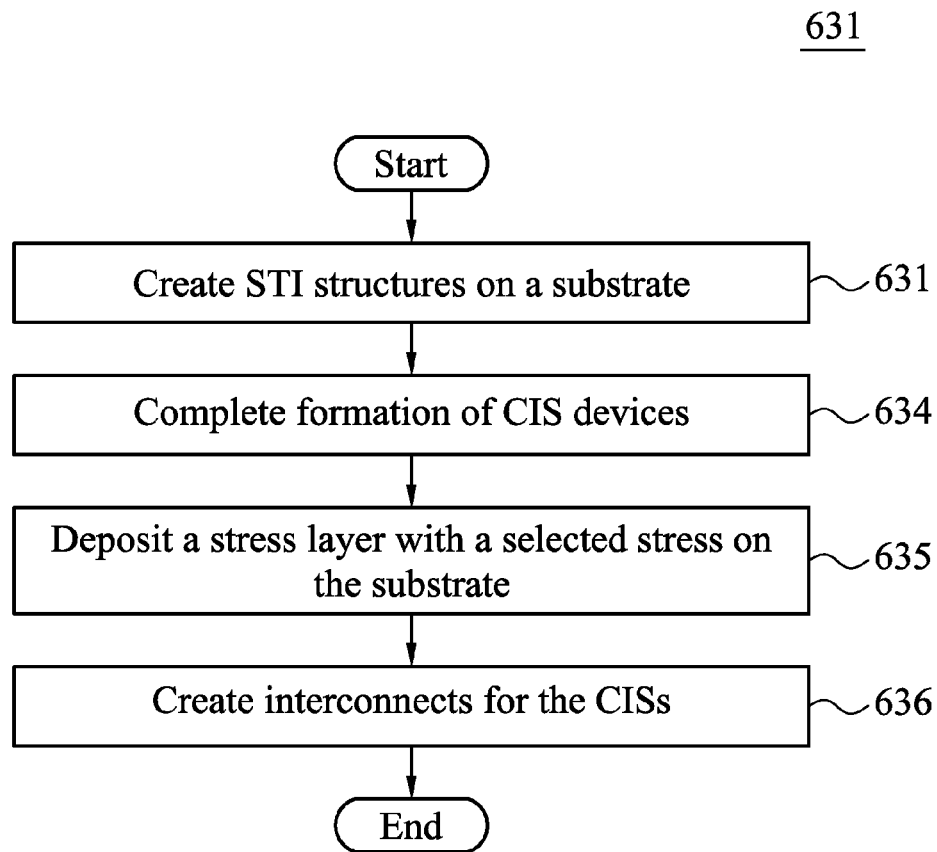 631
Start
Create STI structures on a substrate
631
Complete formation of CIS devices
634
Deposit a stress layer with a selected stress on
the substrate
635
Create interconnects for the CISs
636
End